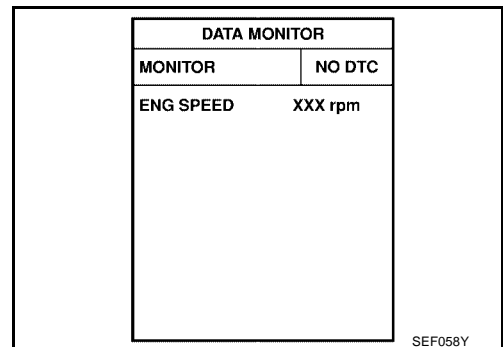 DATA MONITOR
MONITOR NO DTC
ENG SPEED XXX rpm
SEF058Y